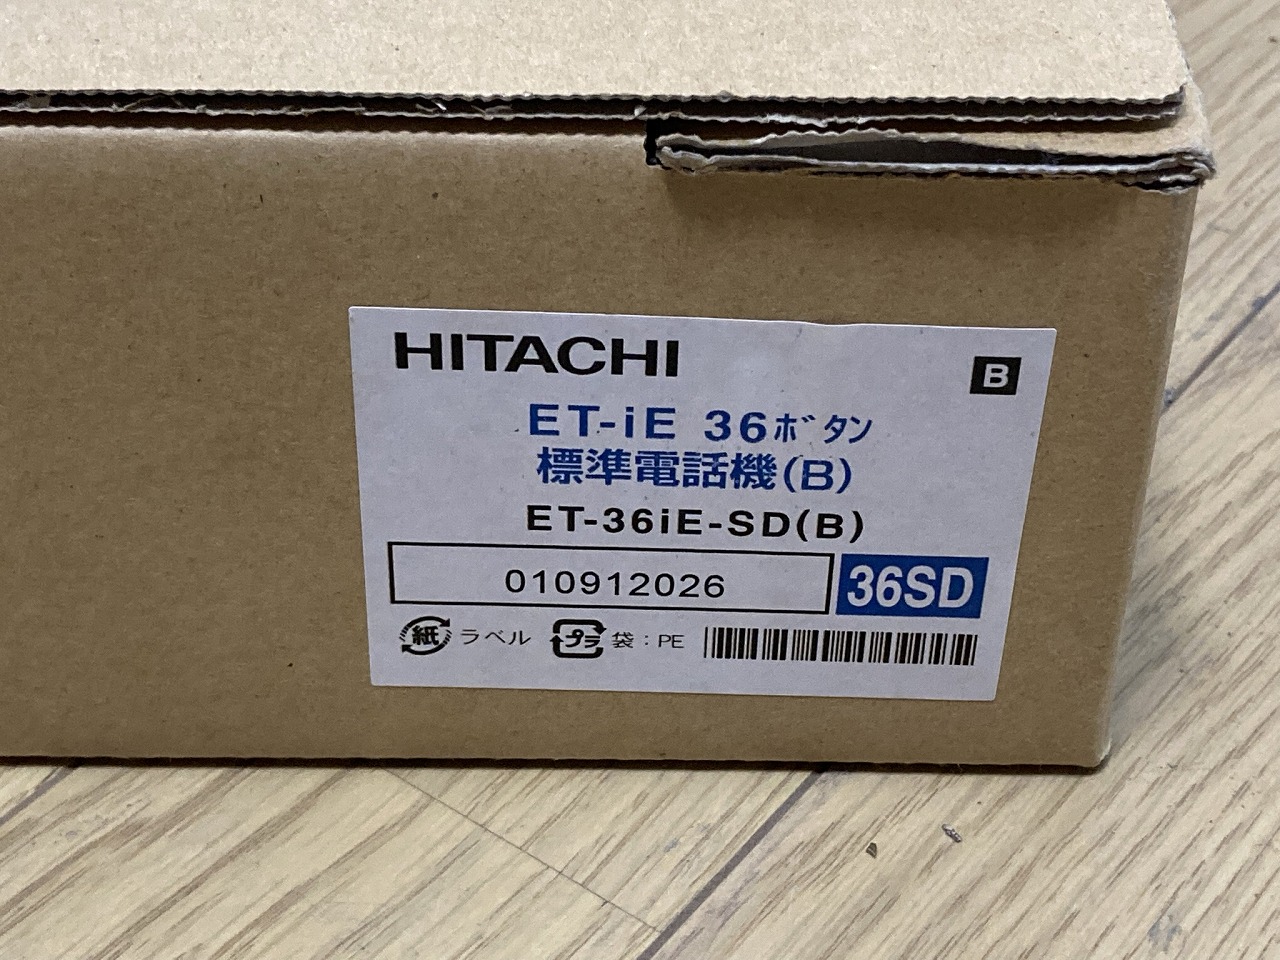 HITACHI
B
ET-iE 36ボタン
標準電話機(B)
ET-36iE-SD(B)
010912026
36SD
紙 ラベル プラ 袋:PE